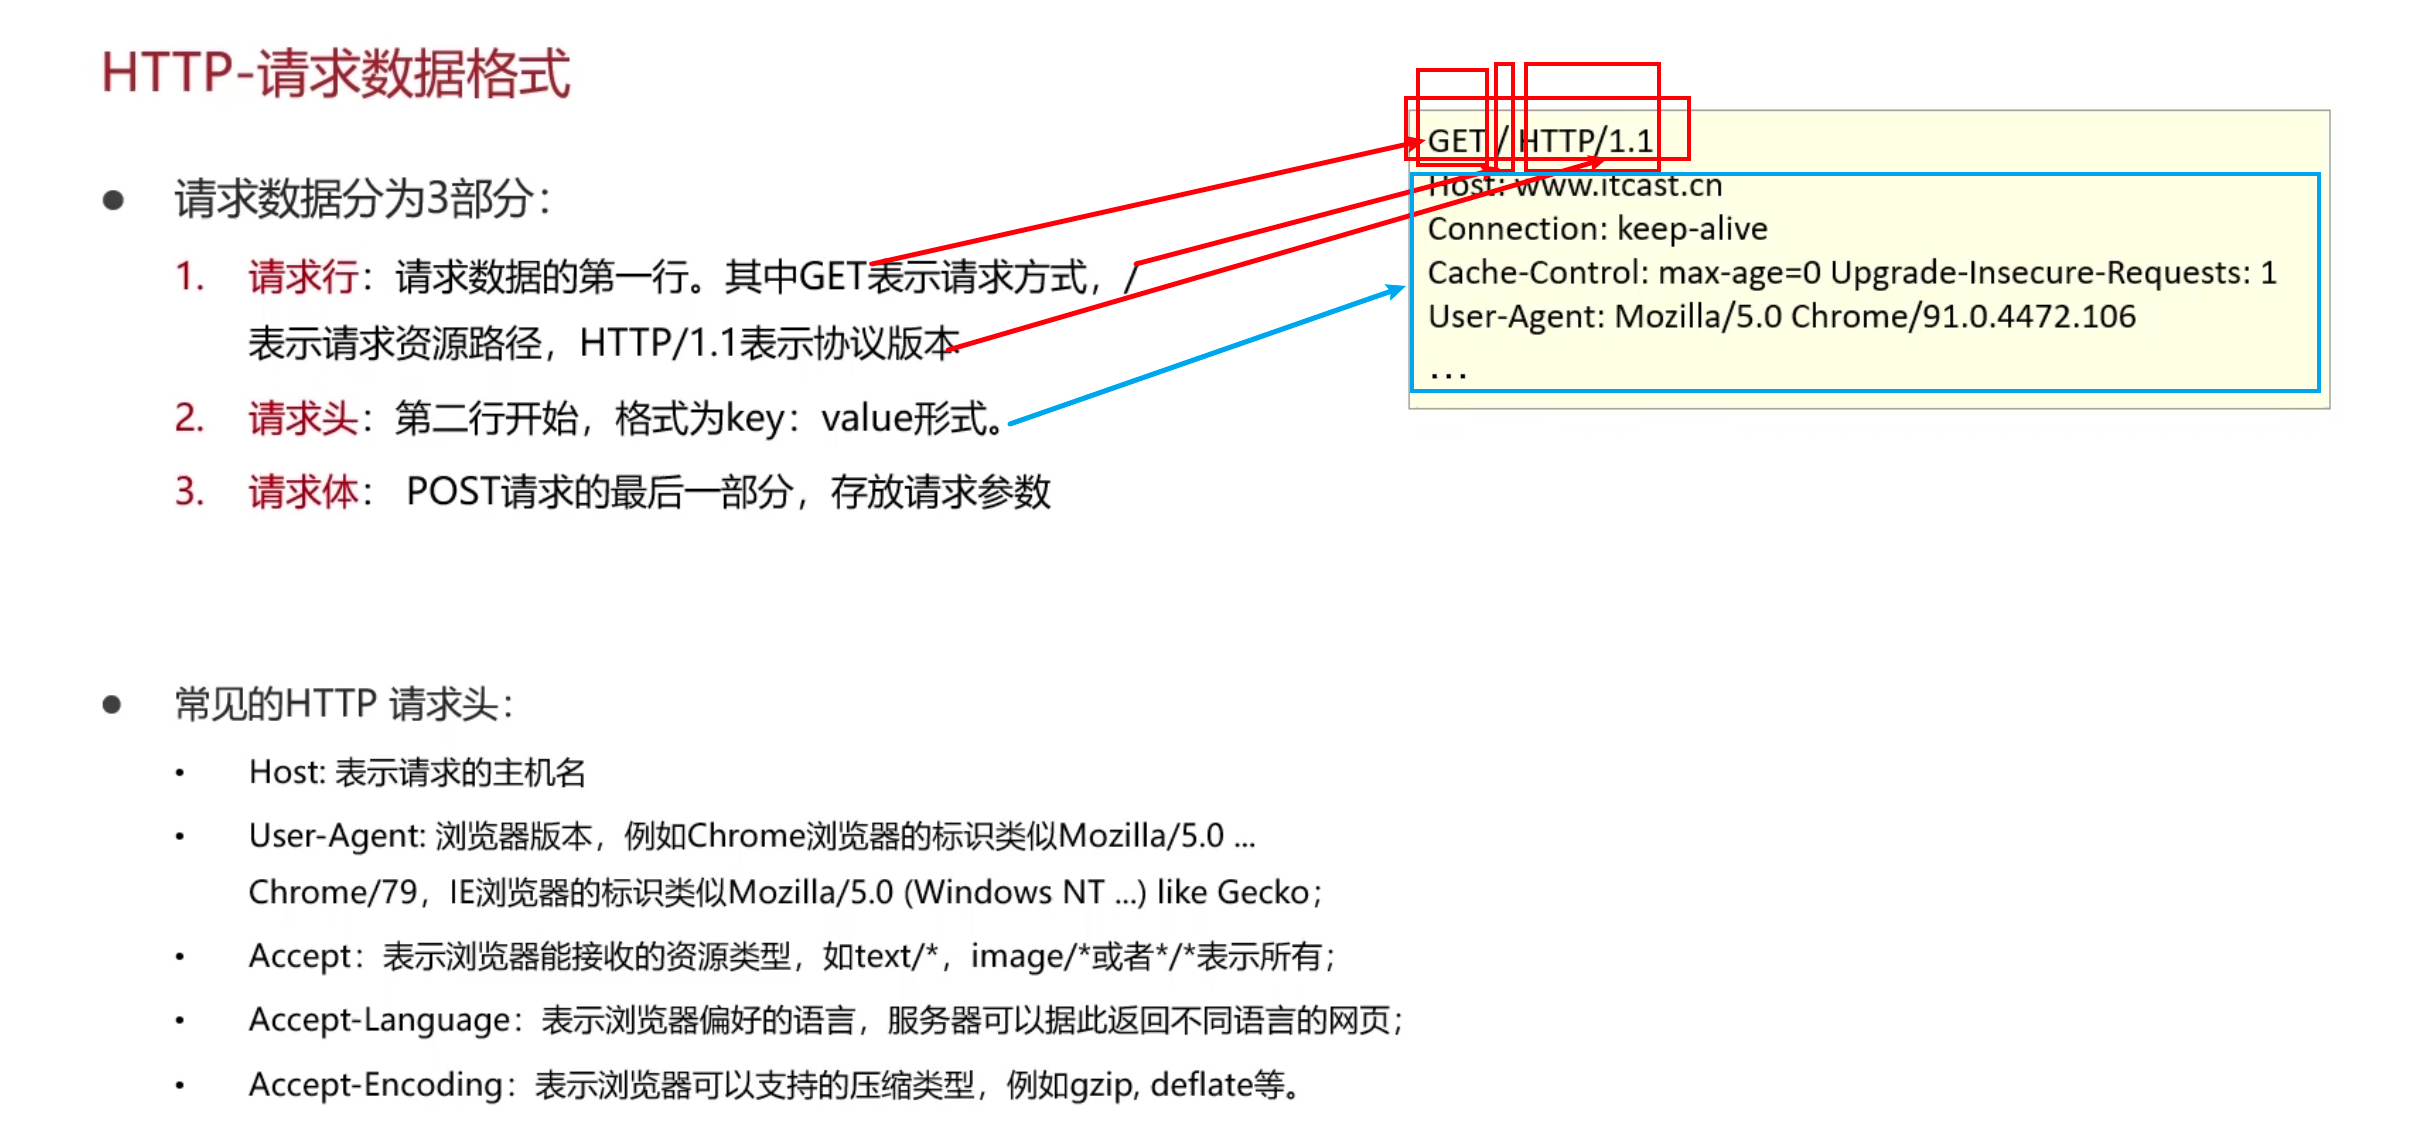 HTTP-请求数据格式
● 请求数据分为3部分：
1. 请求行：请求数据的第一行。其中GET表示请求方式，/
表示请求资源路径，HTTP/1.1表示协议版本
2. 请求头：第二行开始，格式为key：value形式。
3. 请求体： POST请求的最后一部分，存放请求参数
GET / HTTP/1.1
Host: www.itcast.cn
Connection: keep-alive
Cache-Control: max-age=0 Upgrade-Insecure-Requests: 1
User-Agent: Mozilla/5.0 Chrome/91.0.4472.106
...
● 常见的HTTP 请求头：
• Host: 表示请求的主机名
• User-Agent: 浏览器版本，例如Chrome浏览器的标识类似Mozilla/5.0 ...
Chrome/79，IE浏览器的标识类似Mozilla/5.0 (Windows NT ...) like Gecko；
• Accept：表示浏览器能接收的资源类型，如text/*，image/*或者*/*表示所有；
• Accept-Language：表示浏览器偏好的语言，服务器可以据此返回不同语言的网页；
• Accept-Encoding：表示浏览器可以支持的压缩类型，例如gzip, deflate等。